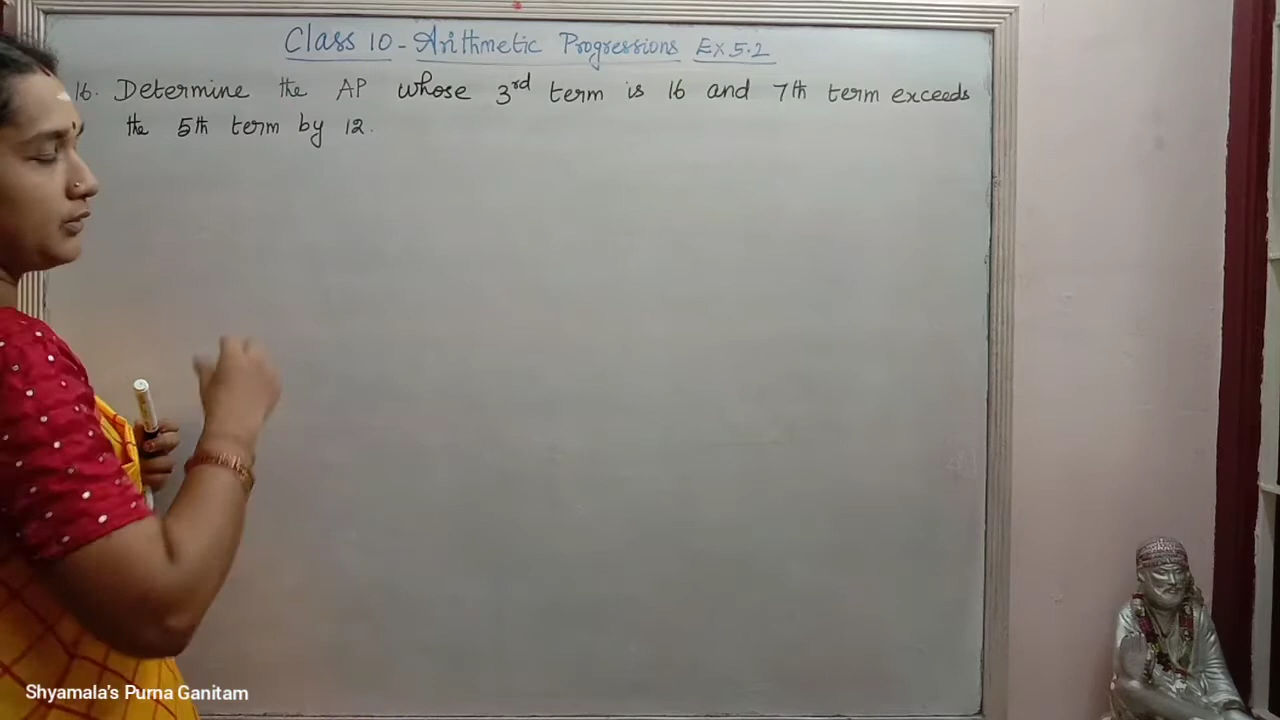 Class 10 - Arithmetic Progressions Ex 5.2
16. Determine the AP whose 3rd term is 16 and 7th term exceeds
the 5th term by 12.
Shyamala's Purna Ganitam